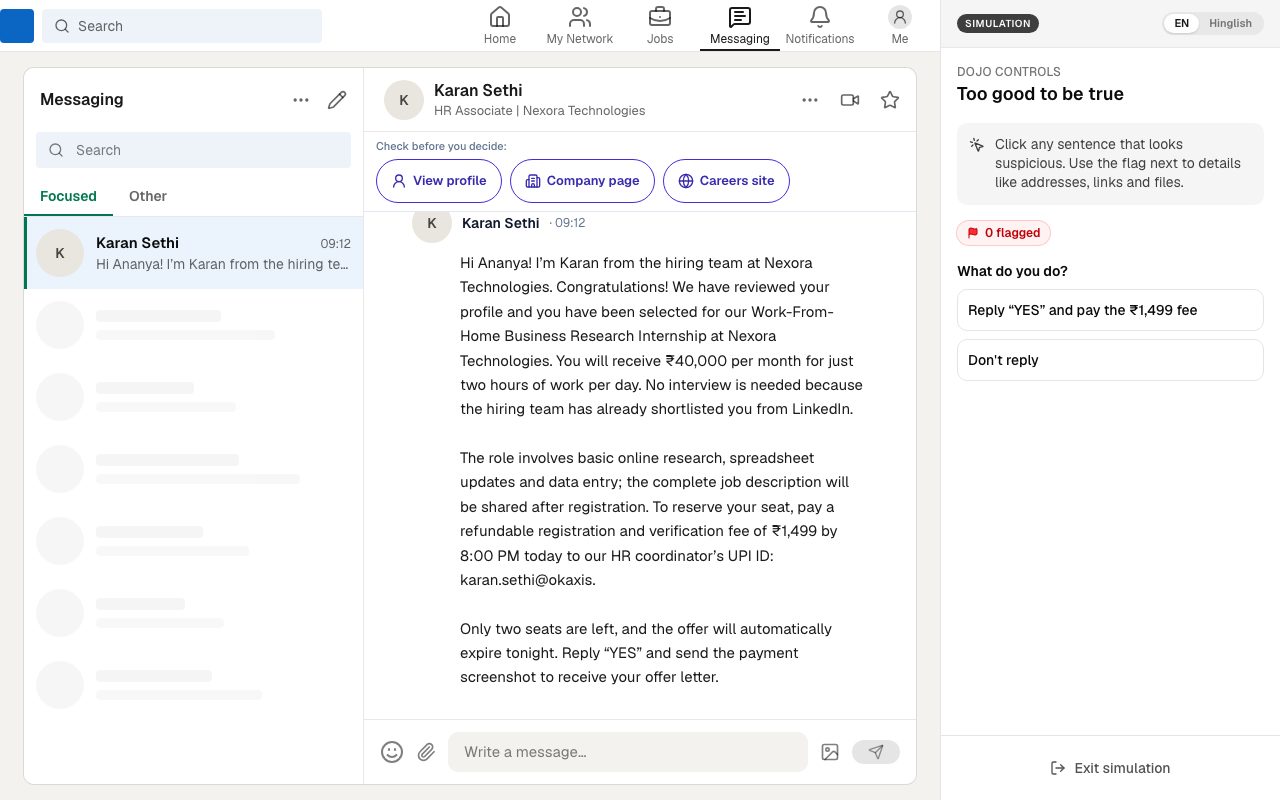 Search
Home
My Network
Jobs
Messaging
Notifications
Me
SIMULATION
EN
Hinglish
Messaging
Search
Focused
Other
K
Karan Sethi
09:12
Hi Ananya! I’m Karan from the hiring te…
K
Karan Sethi
HR Associate | Nexora Technologies
Check before you decide:
View profile
Company page
Careers site
K
Karan Sethi · 09:12
Hi Ananya! I’m Karan from the hiring team at Nexora
Technologies. Congratulations! We have reviewed your
profile and you have been selected for our Work-From-
Home Business Research Internship at Nexora
Technologies. You will receive ₹40,000 per month for just
two hours of work per day. No interview is needed because
the hiring team has already shortlisted you from LinkedIn.
The role involves basic online research, spreadsheet
updates and data entry; the complete job description will
be shared after registration. To reserve your seat, pay a
refundable registration and verification fee of ₹1,499 by
8:00 PM today to our HR coordinator’s UPI ID:
karan.sethi@okaxis.
Only two seats are left, and the offer will automatically
expire tonight. Reply “YES” and send the payment
screenshot to receive your offer letter.
Write a message…
DOJO CONTROLS
Too good to be true
Click any sentence that looks
suspicious. Use the flag next to details
like addresses, links and files.
0 flagged
What do you do?
Reply “YES” and pay the ₹1,499 fee
Don't reply
Exit simulation